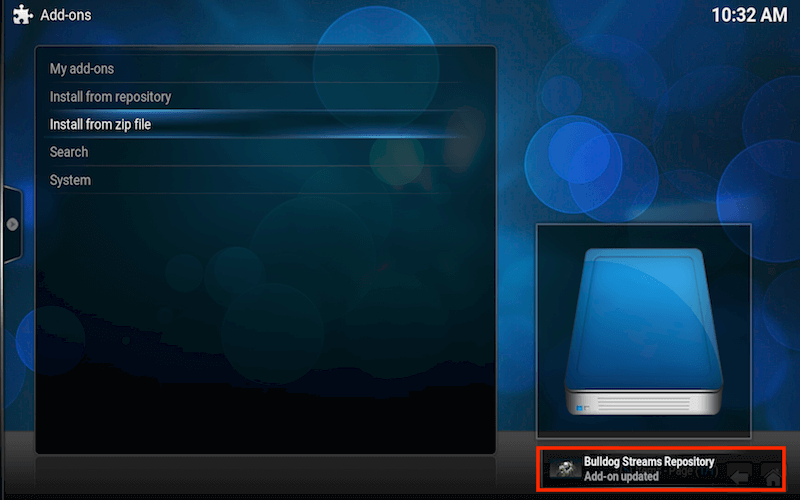 Add-ons
10:32 AM
My add-ons
Install from repository
Install from zip file
Search
System
Bulldog Streams Repository
Add-on updated